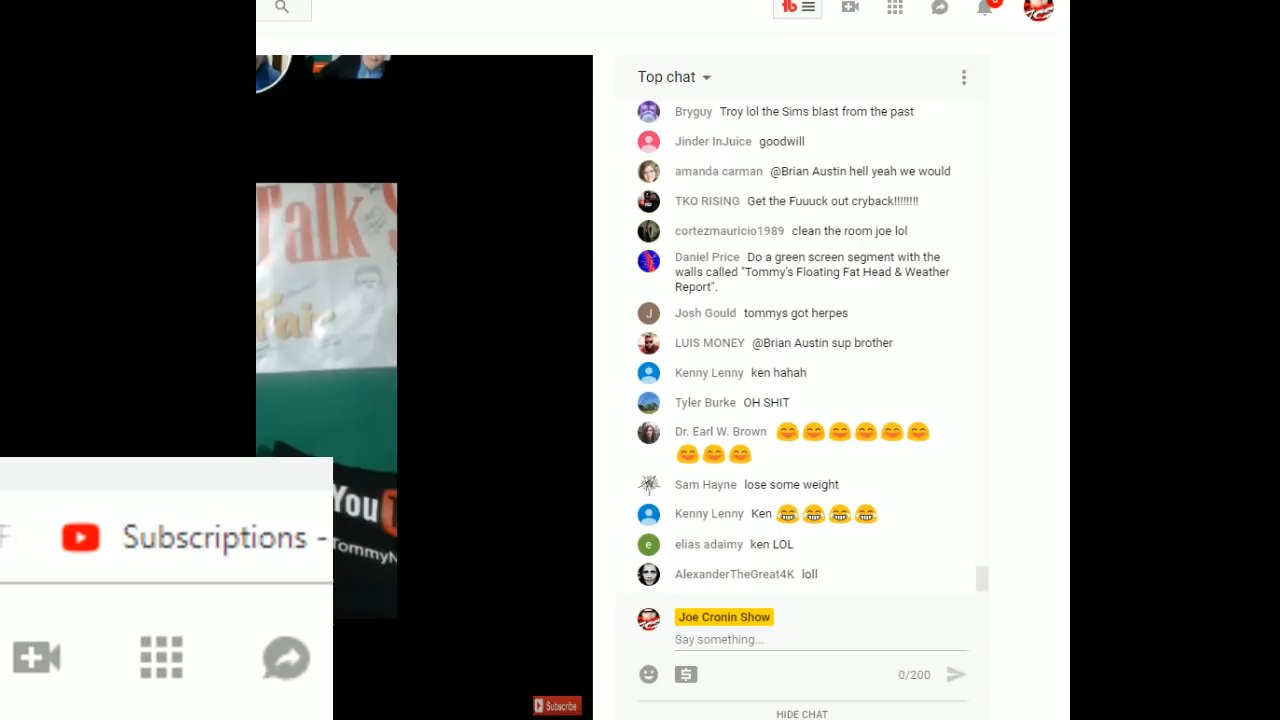 Top chat
Bryguy Troy lol the Sims blast from the past
Jinder InJuice goodwill
amanda carman @Brian Austin hell yeah we would
TKO RISING Get the Fuuuck out cryback!!!!!!!!
cortezmauricio1989 clean the room joe lol
Daniel Price Do a green screen segment with the
walls called "Tommy's Floating Fat Head & Weather
Report".
Josh Gould tommys got herpes
LUIS MONEY @Brian Austin sup brother
Kenny Lenny ken hahah
Tyler Burke OH SHIT
Dr. Earl W. Brown 🤗🤗🤗🤗🤗🤗
🤗🤗🤗
Sam Hayne lose some weight
Kenny Lenny Ken 😂😂😂😂
elias adaimy ken LOL
AlexanderTheGreat4K loll
Joe Cronin Show
Say something...
0/200
HIDE CHAT
Talk S
Fair
You
TommyN
Subscriptions -
Subscribe